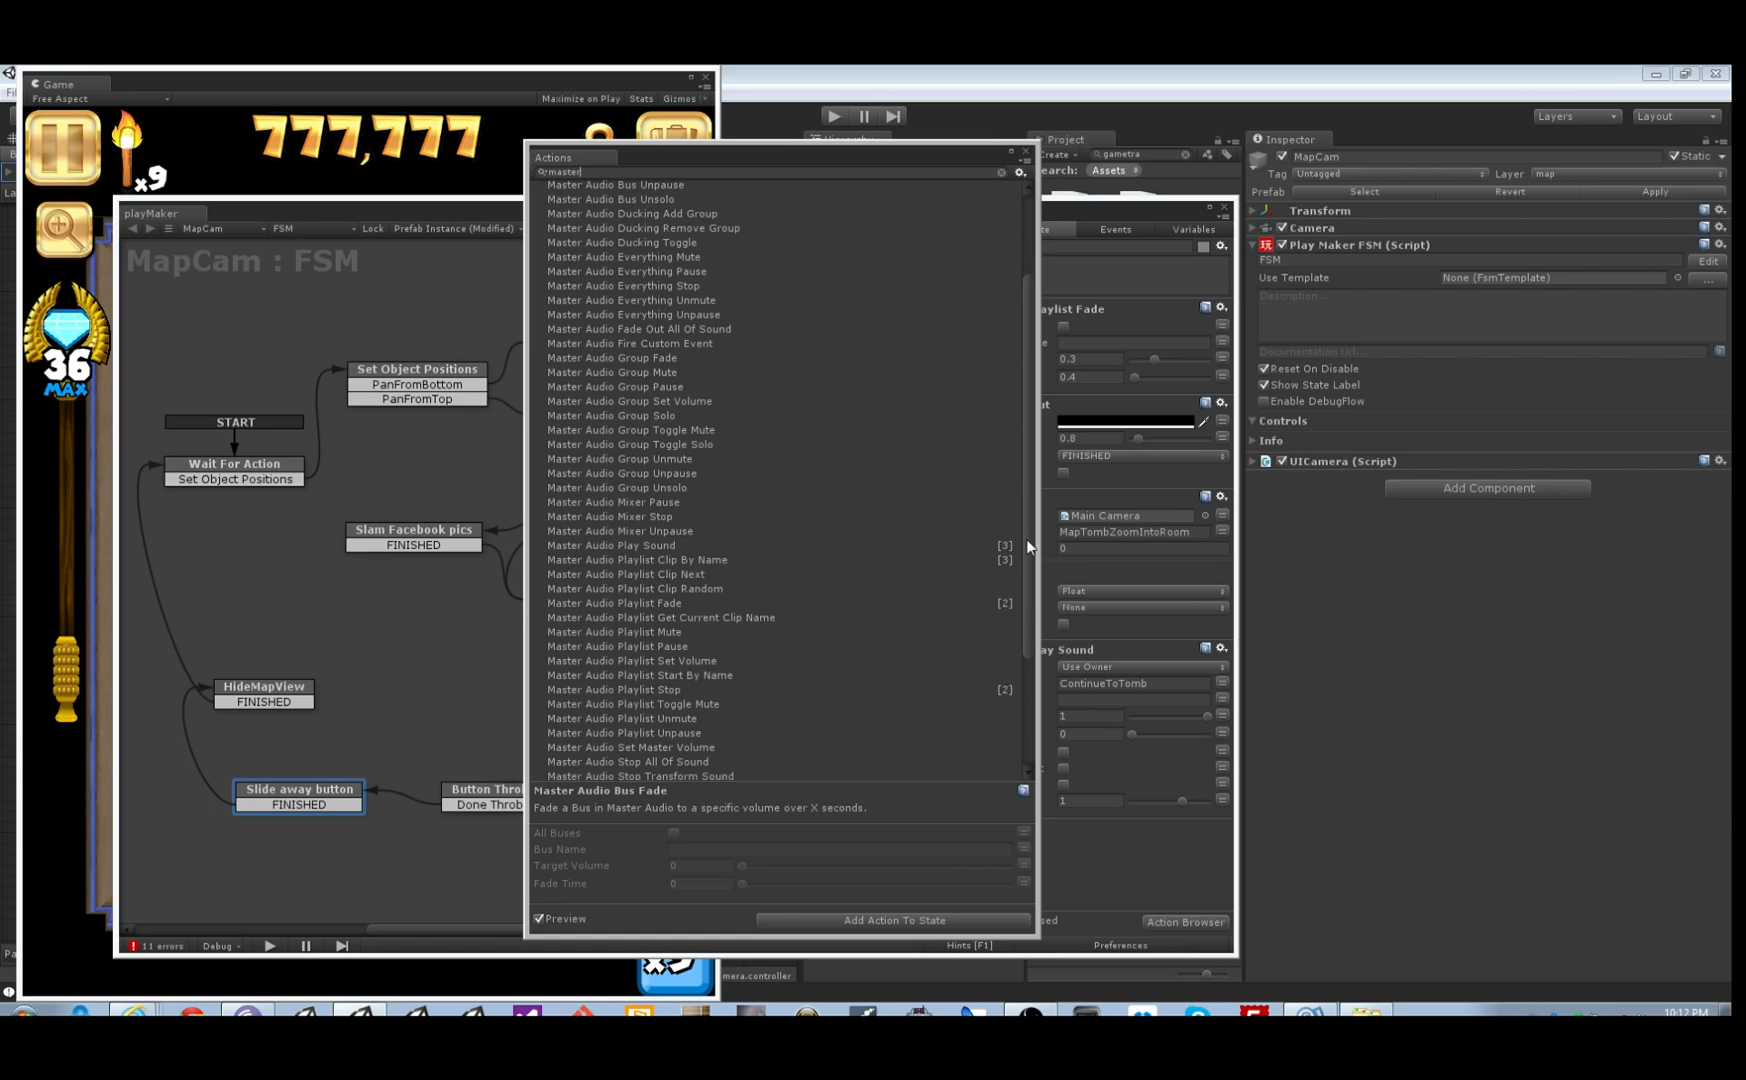 Game
Free Aspect
Maximize on Play
Stats
Gizmos
777,777
x9
36
MAX
playMaker
MapCam
FSM
Lock
Prefab Instance (Modified)
MapCam : FSM
START
Wait For Action
Set Object Positions
Set Object Positions
PanFromBottom
PanFromTop
Slam Facebook pics
FINISHED
HideMapView
FINISHED
Slide away button
FINISHED
Button Thro
Done Throb
11 errors
Debug
Hints [F1]
Preferences
Actions
master
Master Audio Bus Unpause
Master Audio Bus Unsolo
Master Audio Ducking Add Group
Master Audio Ducking Remove Group
Master Audio Ducking Toggle
Master Audio Everything Mute
Master Audio Everything Pause
Master Audio Everything Stop
Master Audio Everything Unmute
Master Audio Everything Unpause
Master Audio Fade Out All Of Sound
Master Audio Fire Custom Event
Master Audio Group Fade
Master Audio Group Mute
Master Audio Group Pause
Master Audio Group Set Volume
Master Audio Group Solo
Master Audio Group Toggle Mute
Master Audio Group Toggle Solo
Master Audio Group Unmute
Master Audio Group Unpause
Master Audio Group Unsolo
Master Audio Mixer Pause
Master Audio Mixer Stop
Master Audio Mixer Unpause
Master Audio Play Sound [3]
Master Audio Playlist Clip By Name [3]
Master Audio Playlist Clip Next
Master Audio Playlist Clip Random
Master Audio Playlist Fade [2]
Master Audio Playlist Get Current Clip Name
Master Audio Playlist Mute
Master Audio Playlist Pause
Master Audio Playlist Set Volume
Master Audio Playlist Start By Name
Master Audio Playlist Stop [2]
Master Audio Playlist Toggle Mute
Master Audio Playlist Unmute
Master Audio Playlist Unpause
Master Audio Set Master Volume
Master Audio Stop All Of Sound
Master Audio Stop Transform Sound
Master Audio Bus Fade
Fade a Bus in Master Audio to a specific volume over X seconds.
All Buses
Bus Name
Target Volume 0
Fade Time 0
Preview
Add Action To State
Events
Variables
aylist Fade
0.3
0.4
ut
0.8
FINISHED
Main Camera
MapTombZoomIntoRoom
0
Float
None
ay Sound
Use Owner
ContinueToTomb
1
0
1
sed
Action Browser
mera.controller
Project
Create
gametra
earch:
Assets
Layers
Layout
Inspector
MapCam
Static
Tag
Untagged
Layer
map
Prefab
Select
Revert
Apply
Transform
Camera
Play Maker FSM (Script)
FSM
Edit
Use Template
None (FsmTemplate)
...
Description...
Documentation Url...
Reset On Disable
Show State Label
Enable DebugFlow
Controls
Info
UICamera (Script)
Add Component
10:12 PM